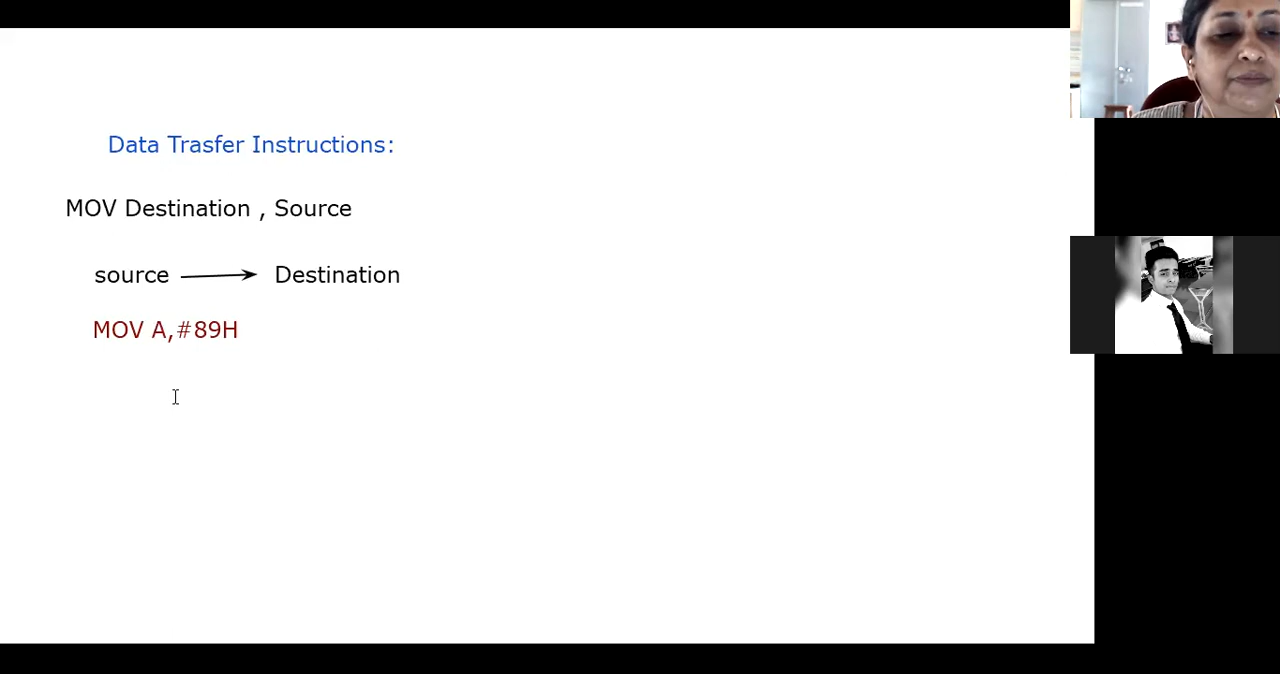 Data Trasfer Instructions:
MOV Destination , Source
source Destination
MOV A,#89H